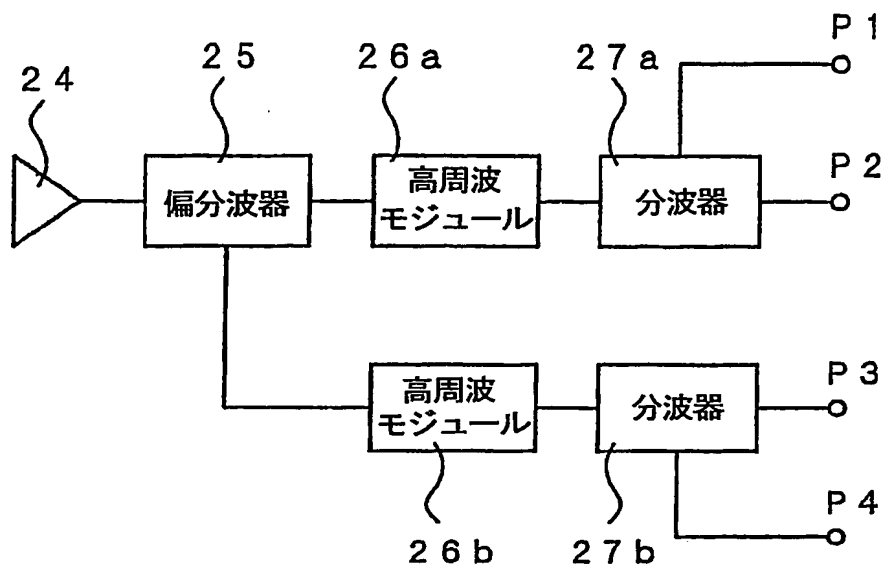 P1
24
25
26a
27a
P2
偏分波器
高周波
モジュール
分波器
P3
高周波
モジュール
分波器
P4
26b
27b